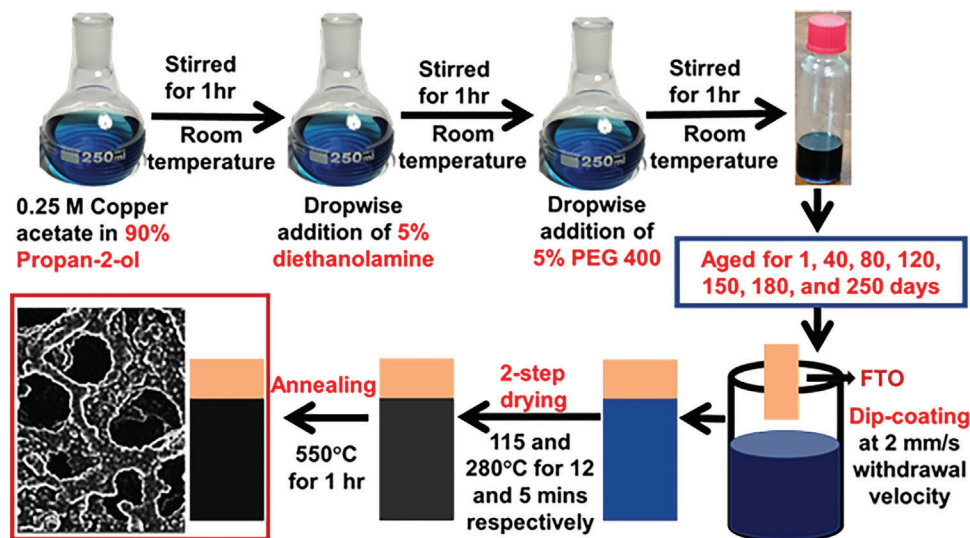 Stirred
for 1hr
Room
temperature
Stirred
for 1hr
Room
temperature
Stirred
for 1hr
Room
temperature
250ml
250ml
250ml
0.25 M Copper
acetate in 90%
Propan-2-ol
Dropwise
addition of 5%
diethanolamine
Dropwise
addition of
5% PEG 400
Aged for 1, 40, 80, 120,
150, 180, and 250 days
FTO
Dip-coating
at 2 mm/s
withdrawal
velocity
2-step
drying
115 and
280°C for 12
and 5 mins
respectively
Annealing
550°C
for 1 hr